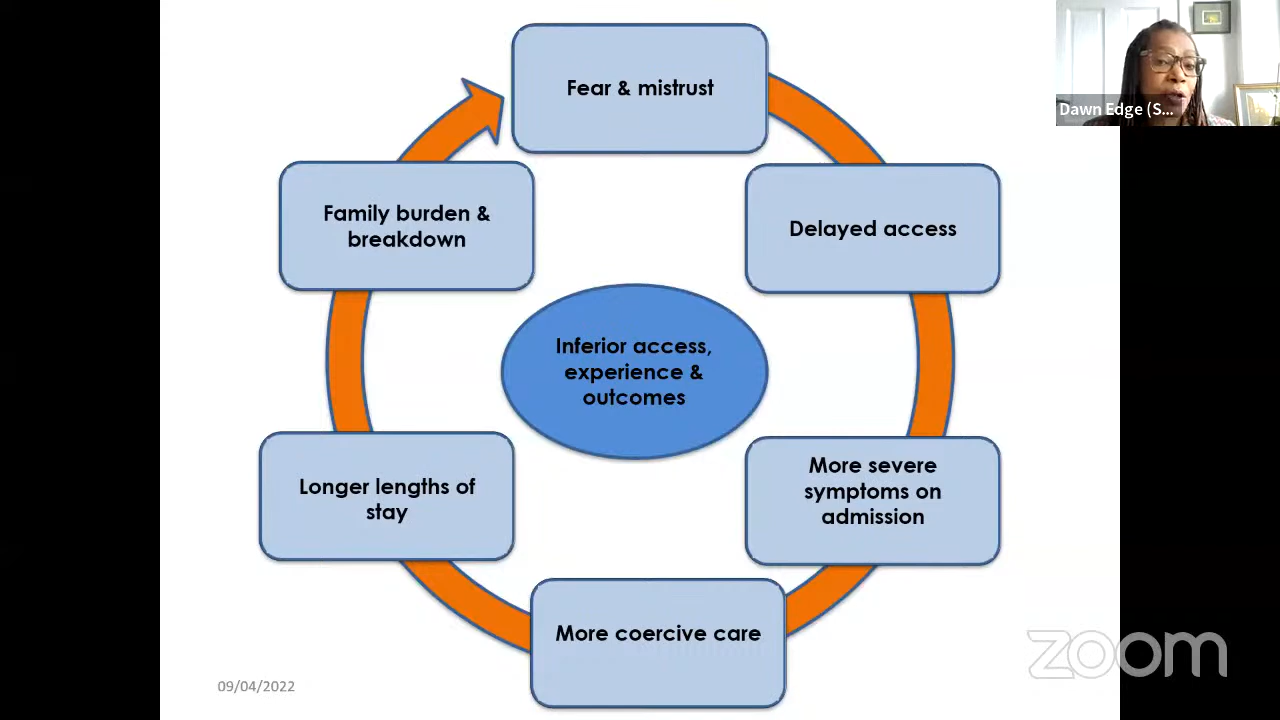 Fear & mistrust
Dawn Edge (S...
Family burden &
breakdown
Delayed access
Inferior access,
experience &
outcomes
Longer lengths of
stay
More severe
symptoms on
admission
More coercive care
zoom
09/04/2022